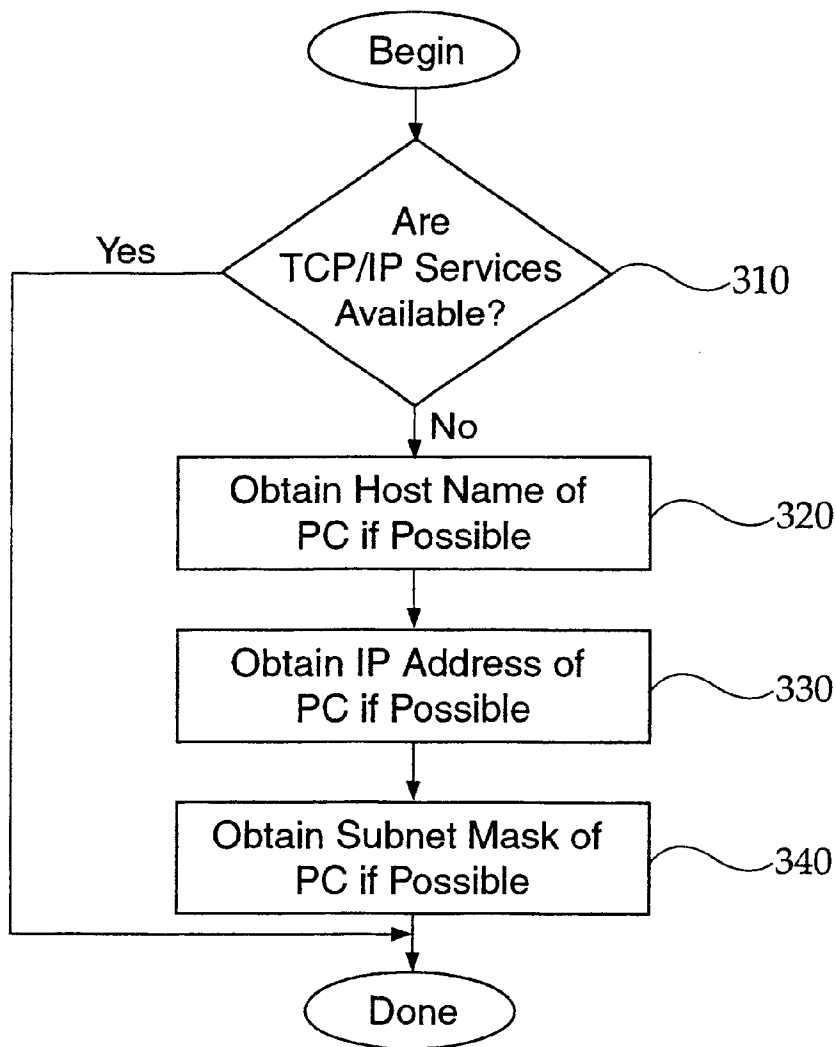 Begin
Are
TCP/IP Services
Available?
Yes
310
No
Obtain Host Name of
PC if Possible
320
Obtain IP Address of
PC if Possible
330
Obtain Subnet Mask of
PC if Possible
340
Done